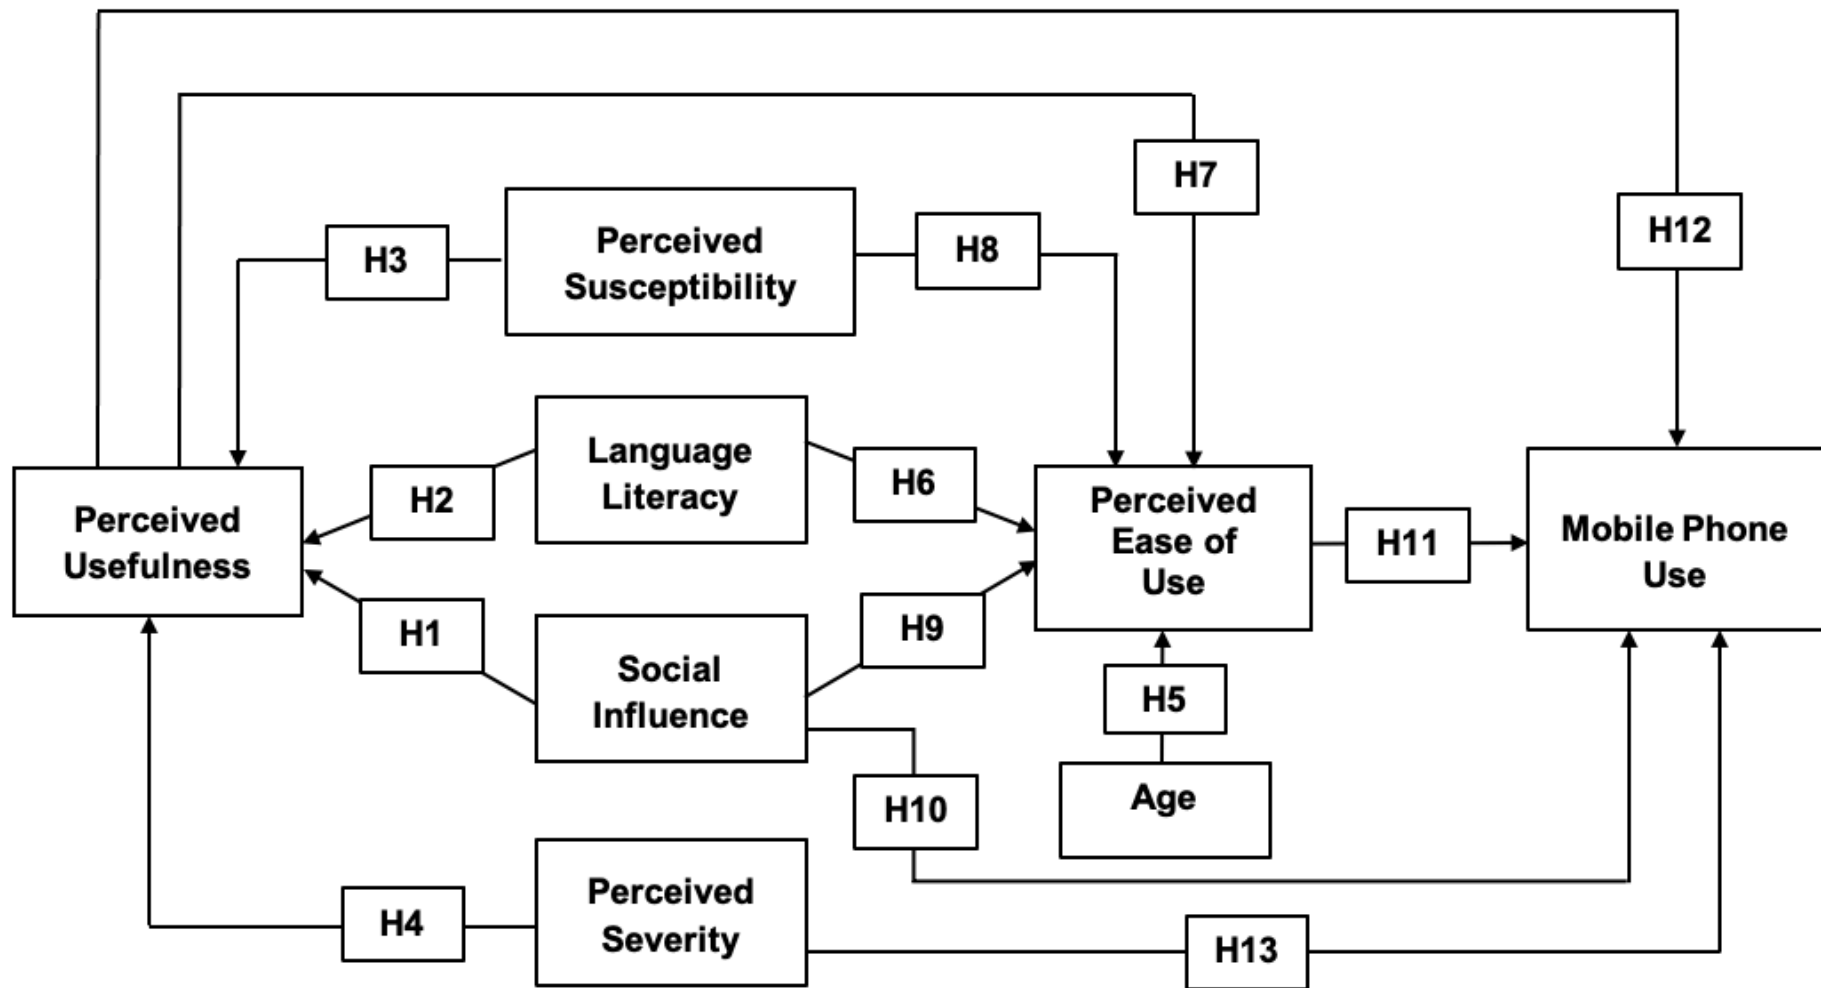 H7
H12
H3
Perceived
Susceptibility
H8
Language
Literacy
H2
H6
Perceived
Usefulness
Perceived
Ease of
Use
H11
Mobile Phone
Use
H1
Social
Influence
H9
H5
Age
H10
H4
Perceived
Severity
H13